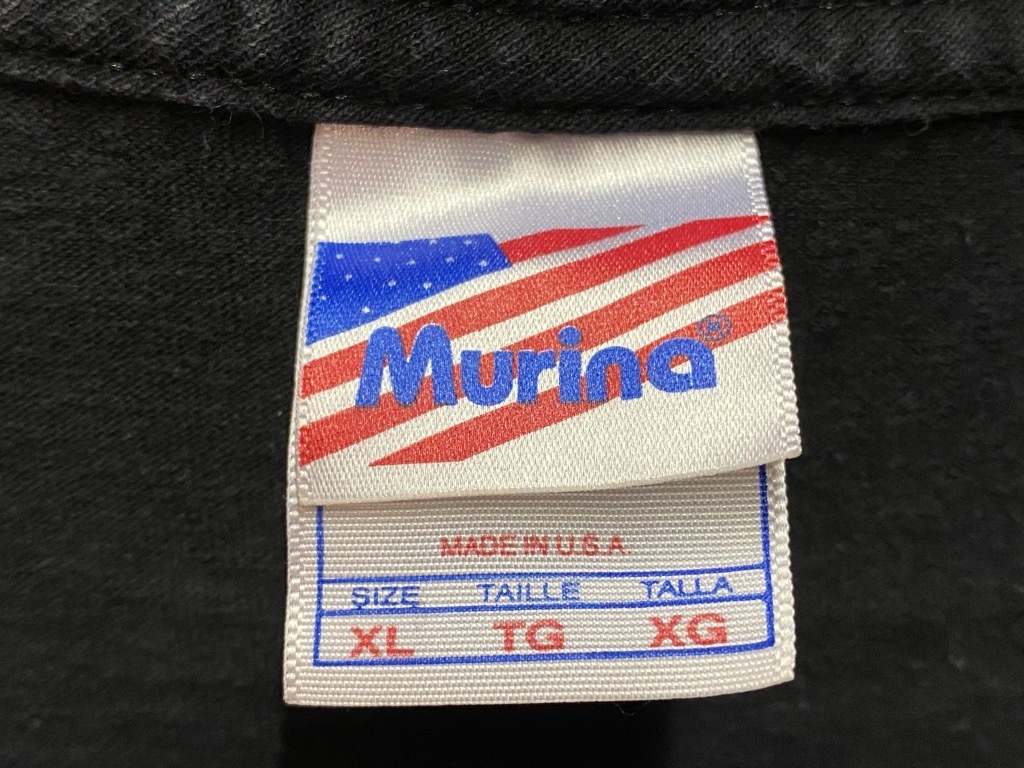 Murina®
MADE IN U.S.A.
SIZE TAILLE TALLA
XL TG XG